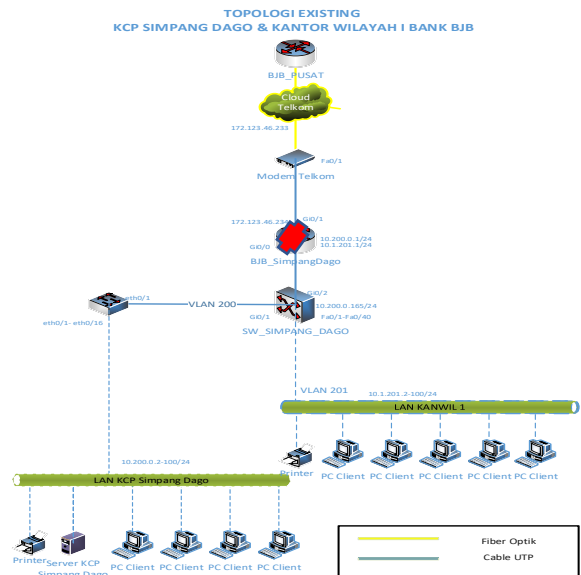 TOPOLOGI EXISTING
KCP SIMPANG DAGO & KANTOR WILAYAH I BANK BJB
BJB_PUSAT
Cloud
Telkom
172.123.46.233
Fa0/1
Modem Telkom
172.123.46.234
Gi0/1
10.200.0.1/24
10.1.201.1/24
Gi0/0
BJB_SimpangDago
Gi0/2
eth0/1
VLAN 200
10.200.0.165/24
Gi0/1
Fa0/1-Fa0/40
eth0/1- eth0/16
SW_SIMPANG_DAGO
VLAN 201
10.1.201.2-100/24
LAN KANWIL 1
Printer
PC Client
PC Client
PC Client
PC Client
PC Client
10.200.0.2-100/24
LAN KCP Simpang Dago
Printer
Server KCP
Simpang Dago
PC Client
PC Client
PC Client
PC Client
Fiber Optik
Cable UTP